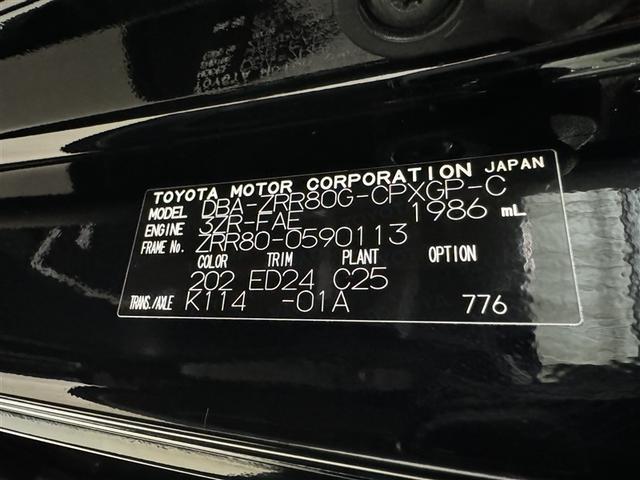 TOYOTA MOTOR CORPORATION JAPAN
MODEL DBA-ZRR80G-CPXGP-C
ENGINE 3ZR-FAE 1986 mL
FRAME No. ZRR80-0590113
COLOR TRIM PLANT OPTION
202 ED24 C25
TRANS./AXLE K114 -01A 776